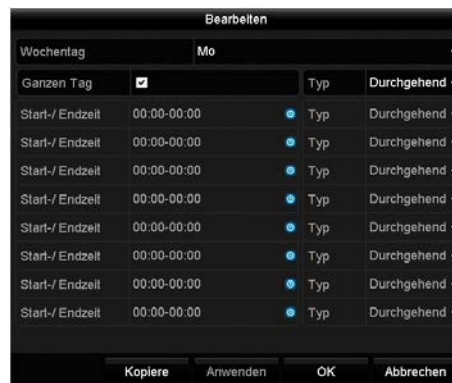 Bearbeiten
Wochentag Mo
Ganzen Tag Typ Durchgehend
Start-/ Endzeit 00:00-00:00 Typ Durchgehend
Start-/ Endzeit 00:00-00:00 Typ Durchgehend
Start-/ Endzeit 00:00-00:00 Typ Durchgehend
Start-/ Endzeit 00:00-00:00 Typ Durchgehend
Start-/ Endzeit 00:00-00:00 Typ Durchgehend
Start-/ Endzeit 00:00-00:00 Typ Durchgehend
Start-/ Endzeit 00:00-00:00 Typ Durchgehend
Start-/ Endzeit 00:00-00:00 Typ Durchgehend
Kopiere Anwenden OK Abbrechen